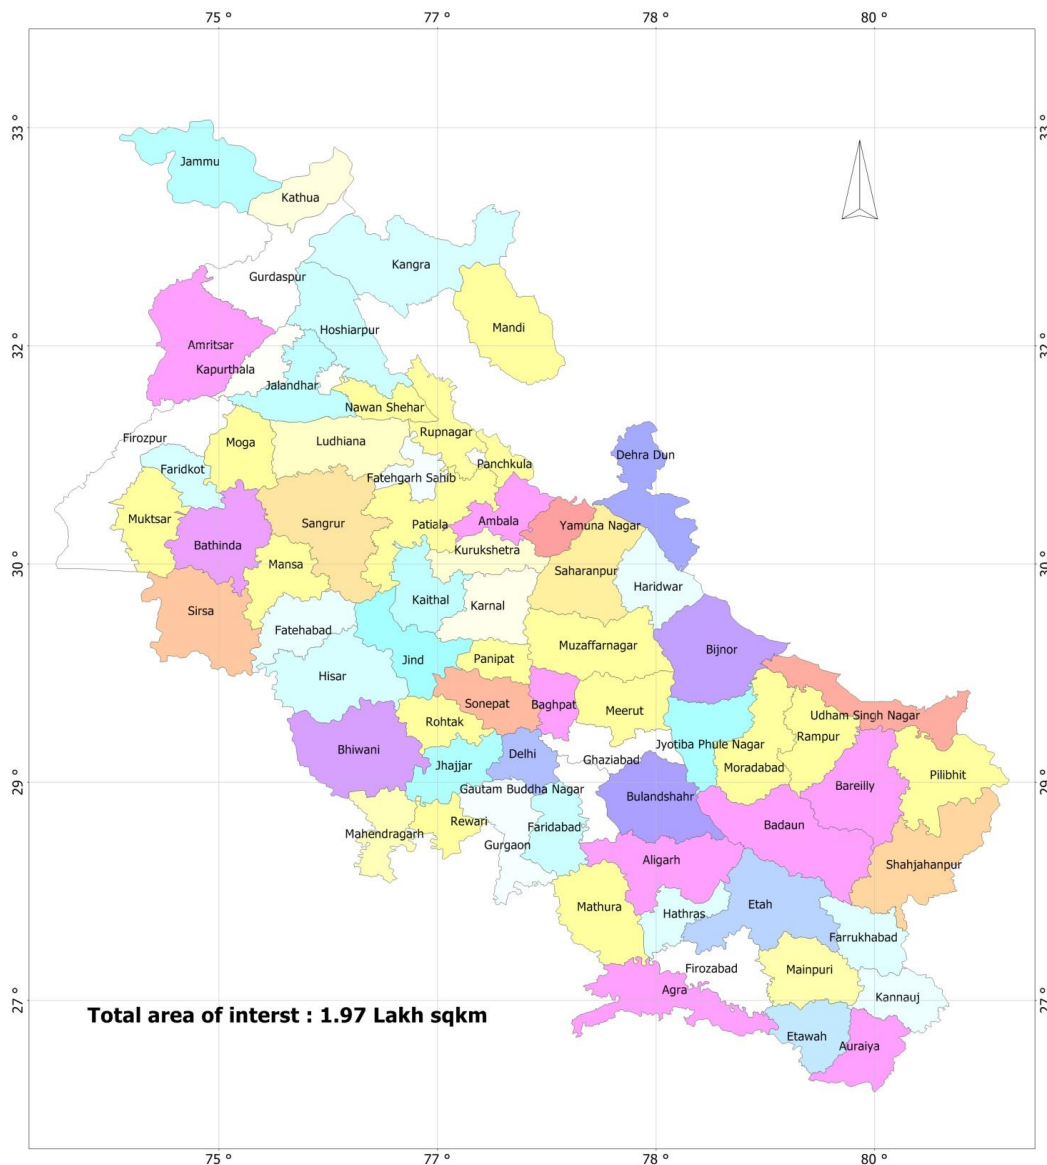 75 °
77 °
78 °
80 °
33 °
33 °
Jammu
Kathua
Kangra
Gurdaspur
Mandi
Hoshiarpur
32 °
32 °
Amritsar
Kapurthala
Jalandhar
Nawan Shehar
Rupnagar
Firozpur
Moga
Ludhiana
Dehra Dun
Panchkula
Faridkot
Fatehgarh Sahib
Muktsar
Sangrur
Patiala
Ambala
Yamuna Nagar
Bathinda
Kurukshetra
30 °
30 °
Mansa
Saharanpur
Haridwar
Kaithal
Karnal
Sirsa
Fatehabad
Muzaffarnagar
Bijnor
Jind
Panipat
Hisar
Sonepat
Baghpat
Meerut
Udham Singh Nagar
Rohtak
Rampur
Jyotiba Phule Nagar
Bhiwani
Delhi
Ghaziabad
Jhajjar
Moradabad
Pilibhit
29 °
29 °
Bareilly
Gautam Buddha Nagar
Bulandshahr
Rewari
Faridabad
Badaun
Mahendragarh
Gurgaon
Aligarh
Shahjahanpur
Mathura
Hathras
Etah
Farrukhabad
Firozabad
Mainpuri
Agra
Kannauj
27 °
27 °
Total area of interst : 1.97 Lakh sqkm
Etawah
Auraiya
75 °
77 °
78 °
80 °